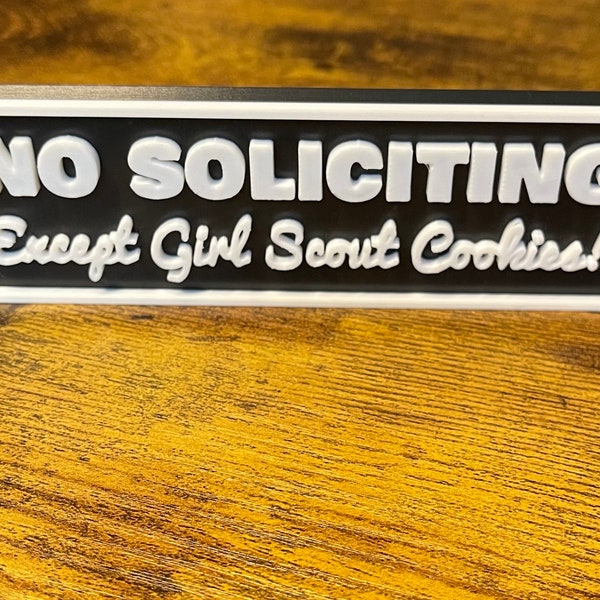 NO SOLICITING
Except Girl Scout Cookies!